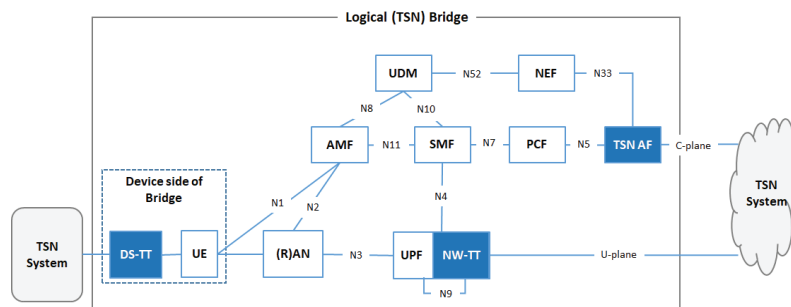 Logical (TSN) Bridge
UDM
N52
NEF
N33
N8
N10
AMF
N11
SMF
N7
PCF
N5
TSN AF
C-plane
TSN
System
Device side of
Bridge
N1
N2
N4
TSN
System
DS-TT
UE
(R)AN
N3
UPF
NW-TT
U-plane
N9